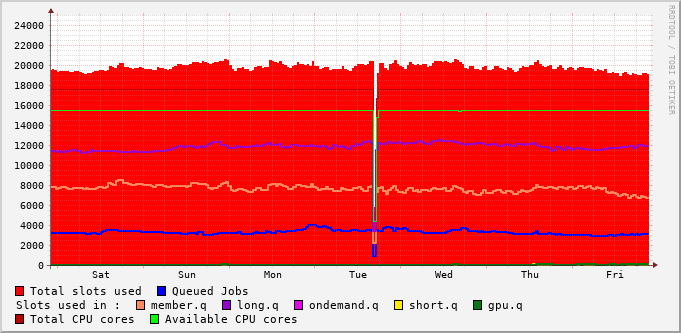 24000
22000
20000
18000
16000
14000
12000
10000
8000
6000
4000
2000
0
Sat Sun Mon Tue Wed Thu Fri
Total slots used Queued Jobs
Slots used in : member.q long.q ondemand.q short.q gpu.q
Total CPU cores Available CPU cores
RRDTOOL / TOBI OETIKER